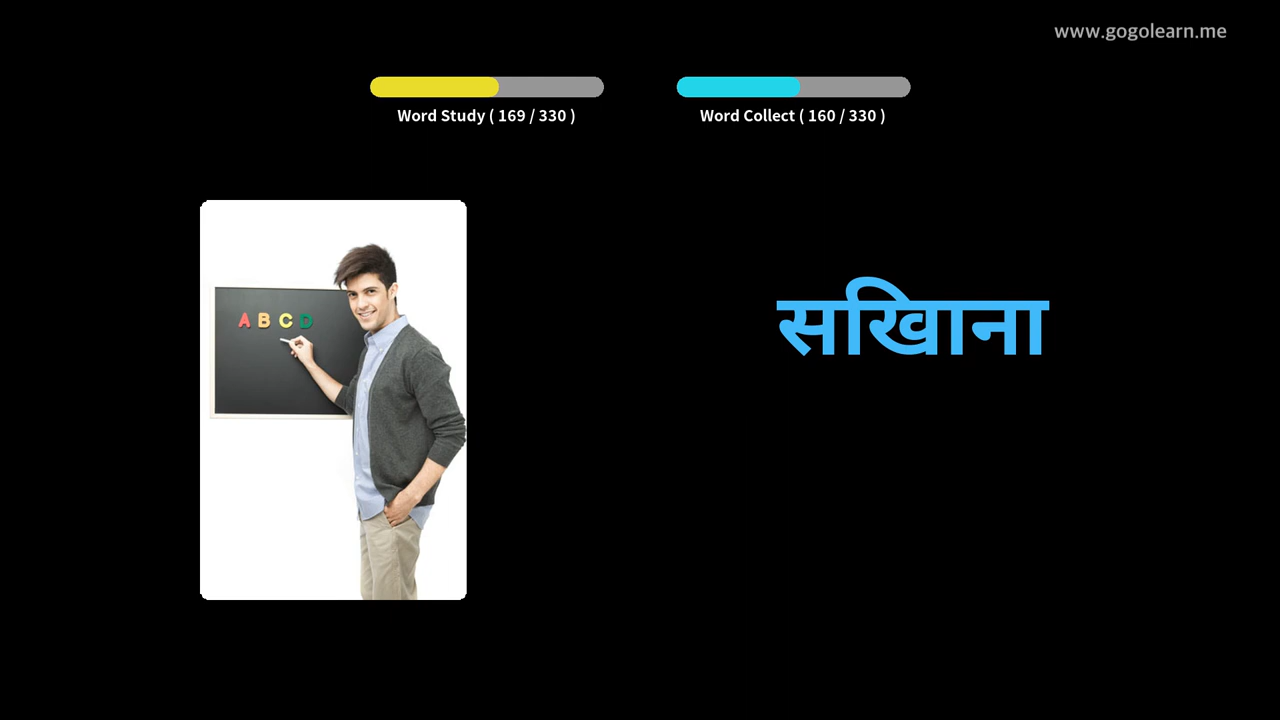 www.gogolearn.me
Word Study ( 169 / 330 )
Word Collect ( 160 / 330 )
A B C D
सखिाना